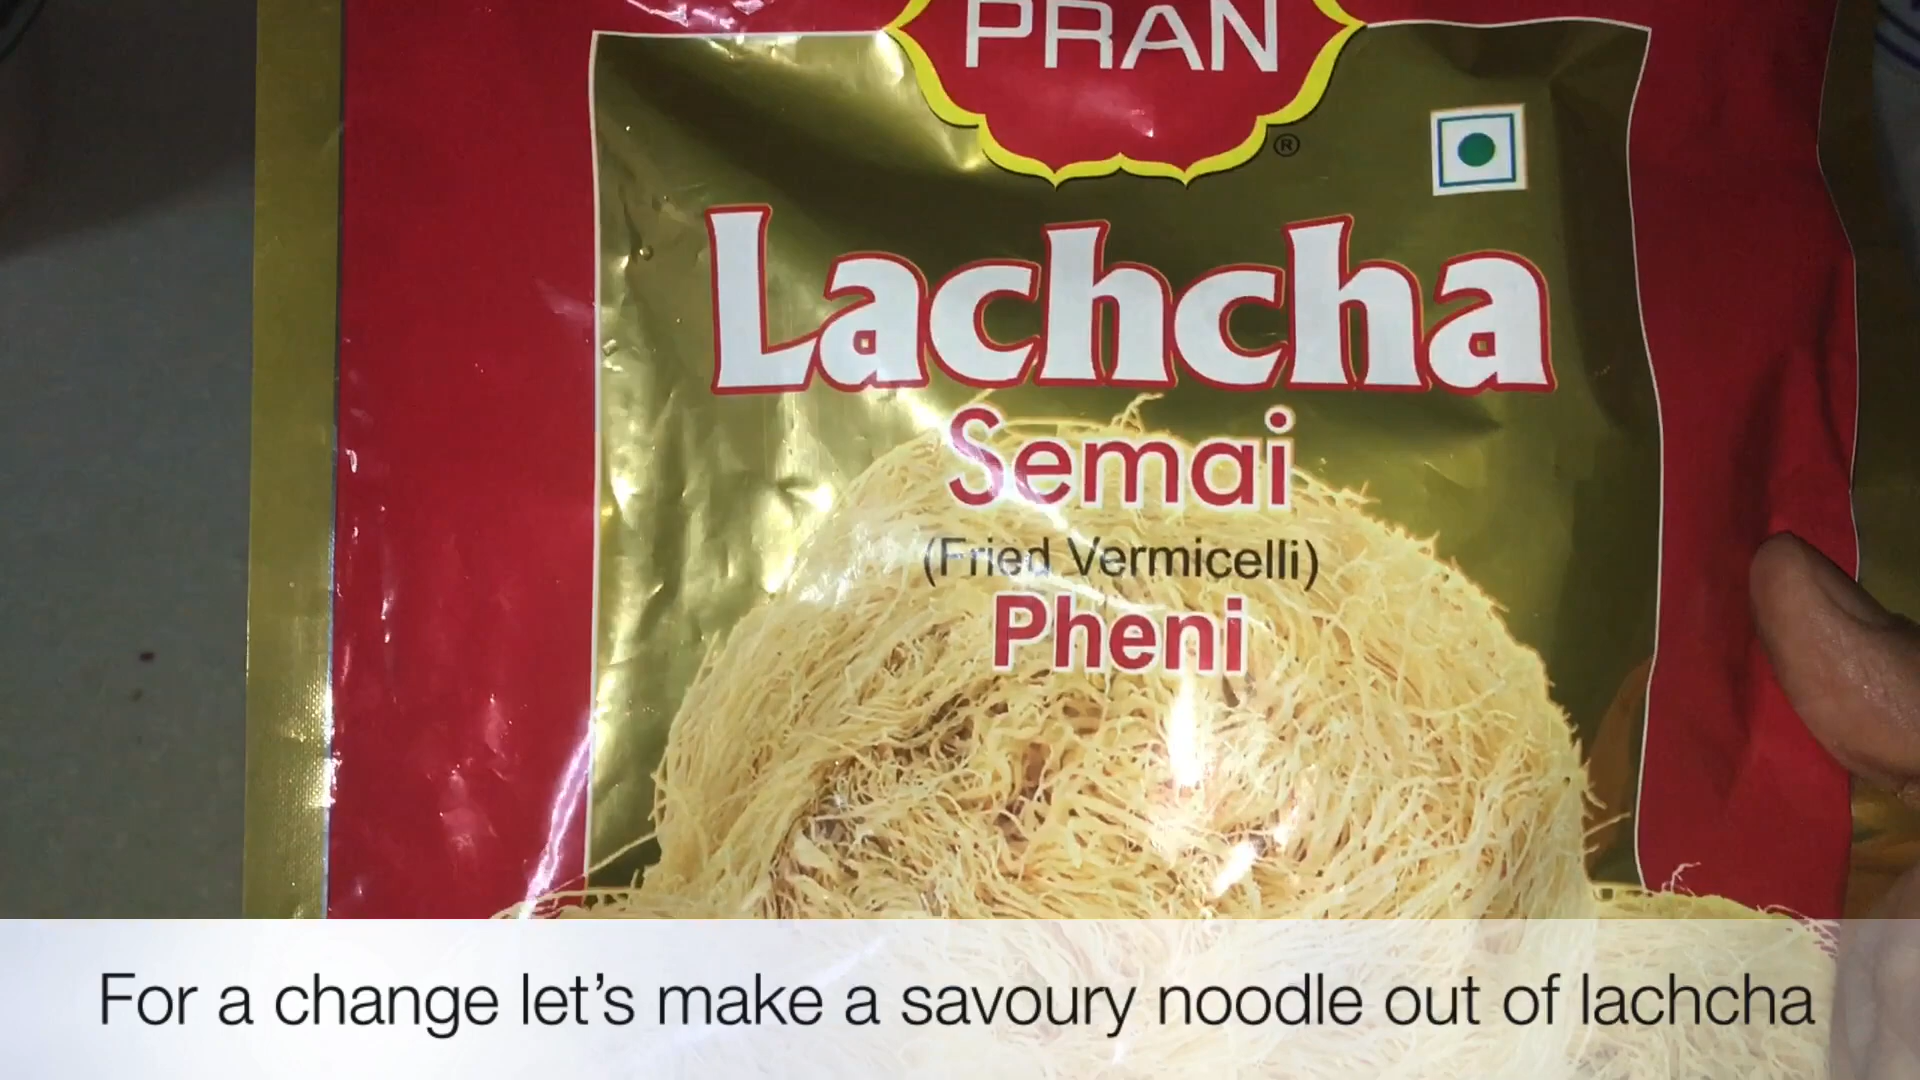 PRAN
®
Lachcha
Semai
(Fried Vermicelli)
Pheni
For a change let's make a savoury noodle out of lachcha